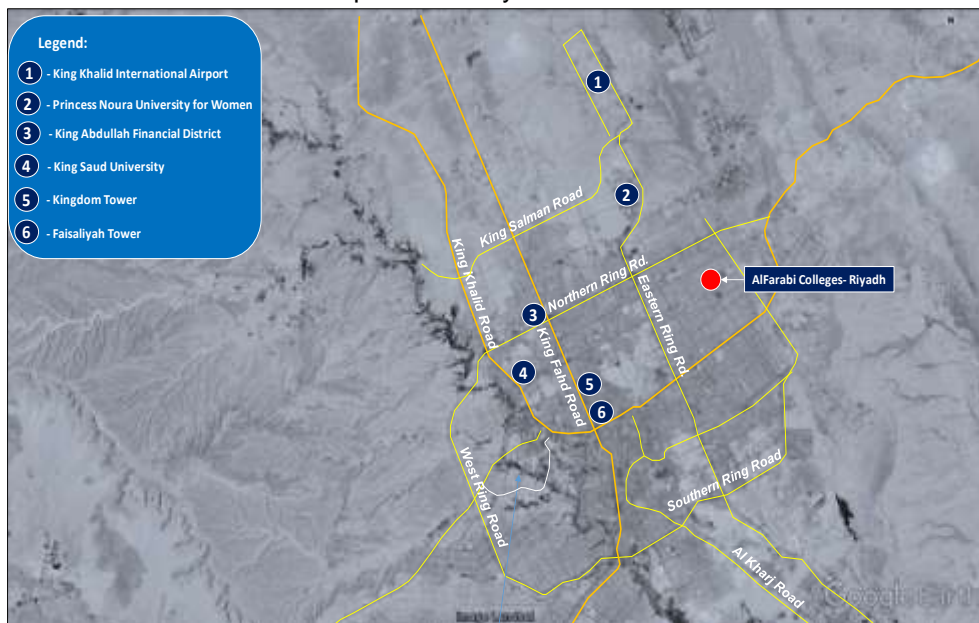 Legend:
1 - King Khalid International Airport
2 - Princess Noura University for Women
3 - King Abdullah Financial District
4 - King Saud University
5 - Kingdom Tower
6 - Faisaliyah Tower
1
2
King Salman Road
King Khalid Road
Northern Ring Rd.
Eastern Ring Rd.
AlFarabi Colleges- Riyadh
3
King Fahd Road
4
5
6
West Ring Road
Southern Ring Road
Al Kharj Road
Google Earth